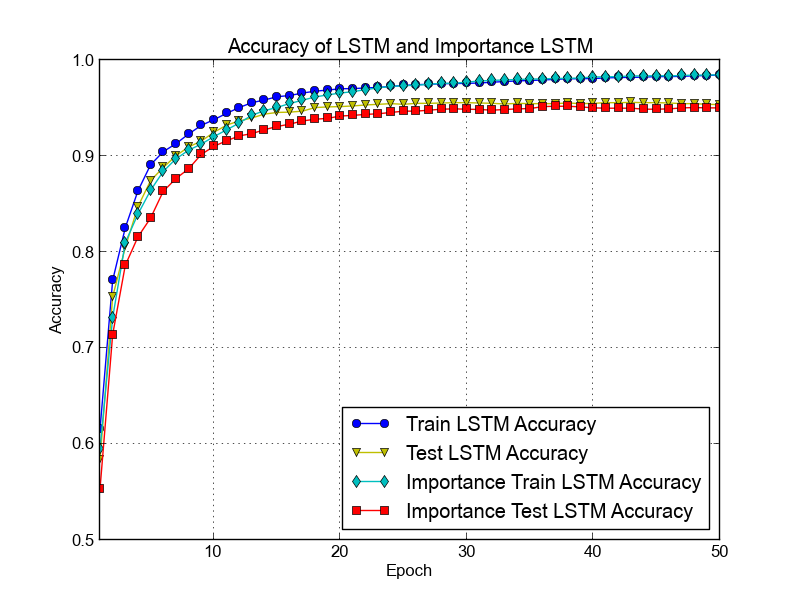 Accuracy of LSTM and Importance LSTM
1.0
0.9
0.8
0.7
0.6
0.5
Accuracy
Train LSTM Accuracy
Test LSTM Accuracy
Importance Train LSTM Accuracy
Importance Test LSTM Accuracy
10 20 30 40 50
Epoch